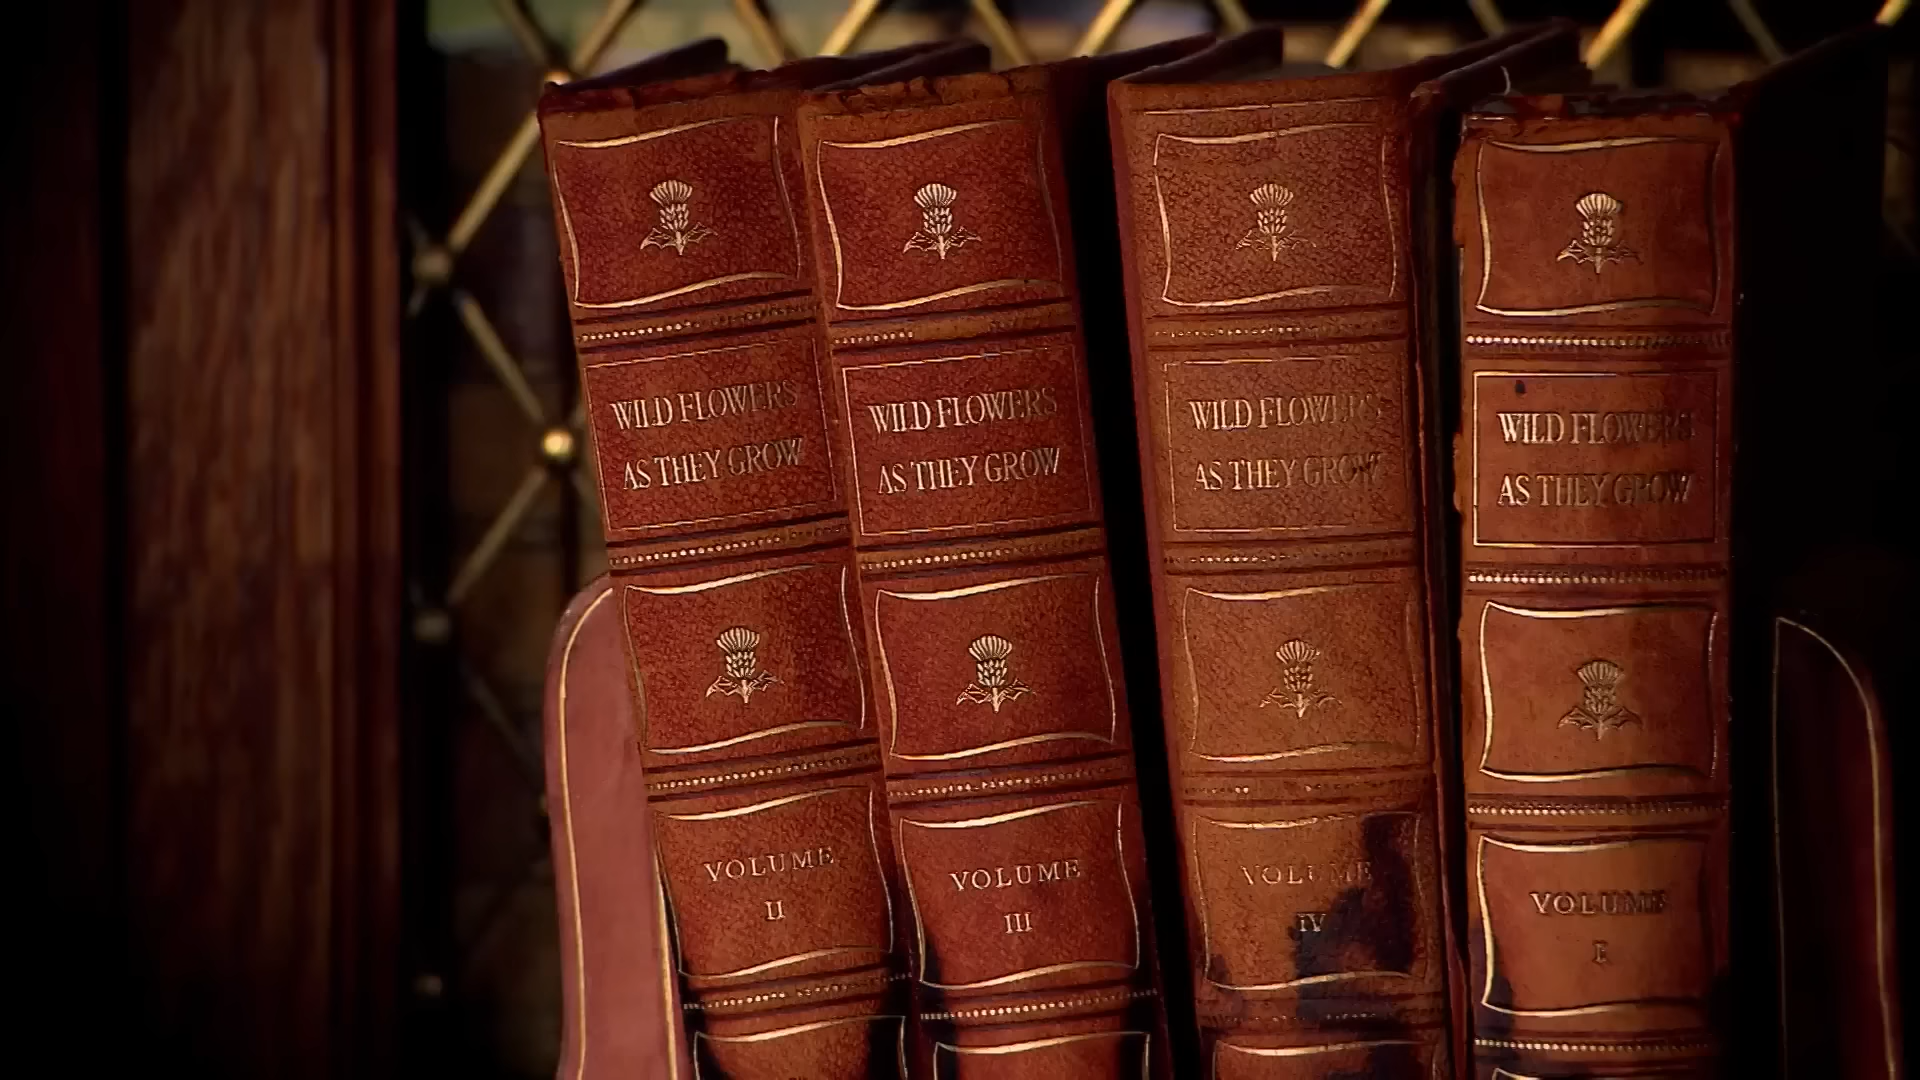 WILD FLOWERS
AS THEY GROW
VOLUME
II
WILD FLOWERS
AS THEY GROW
VOLUME
III
WILD FLOWERS
AS THEY GROW
VOLUME
IV
WILD FLOWERS
AS THEY GROW
VOLUME
I